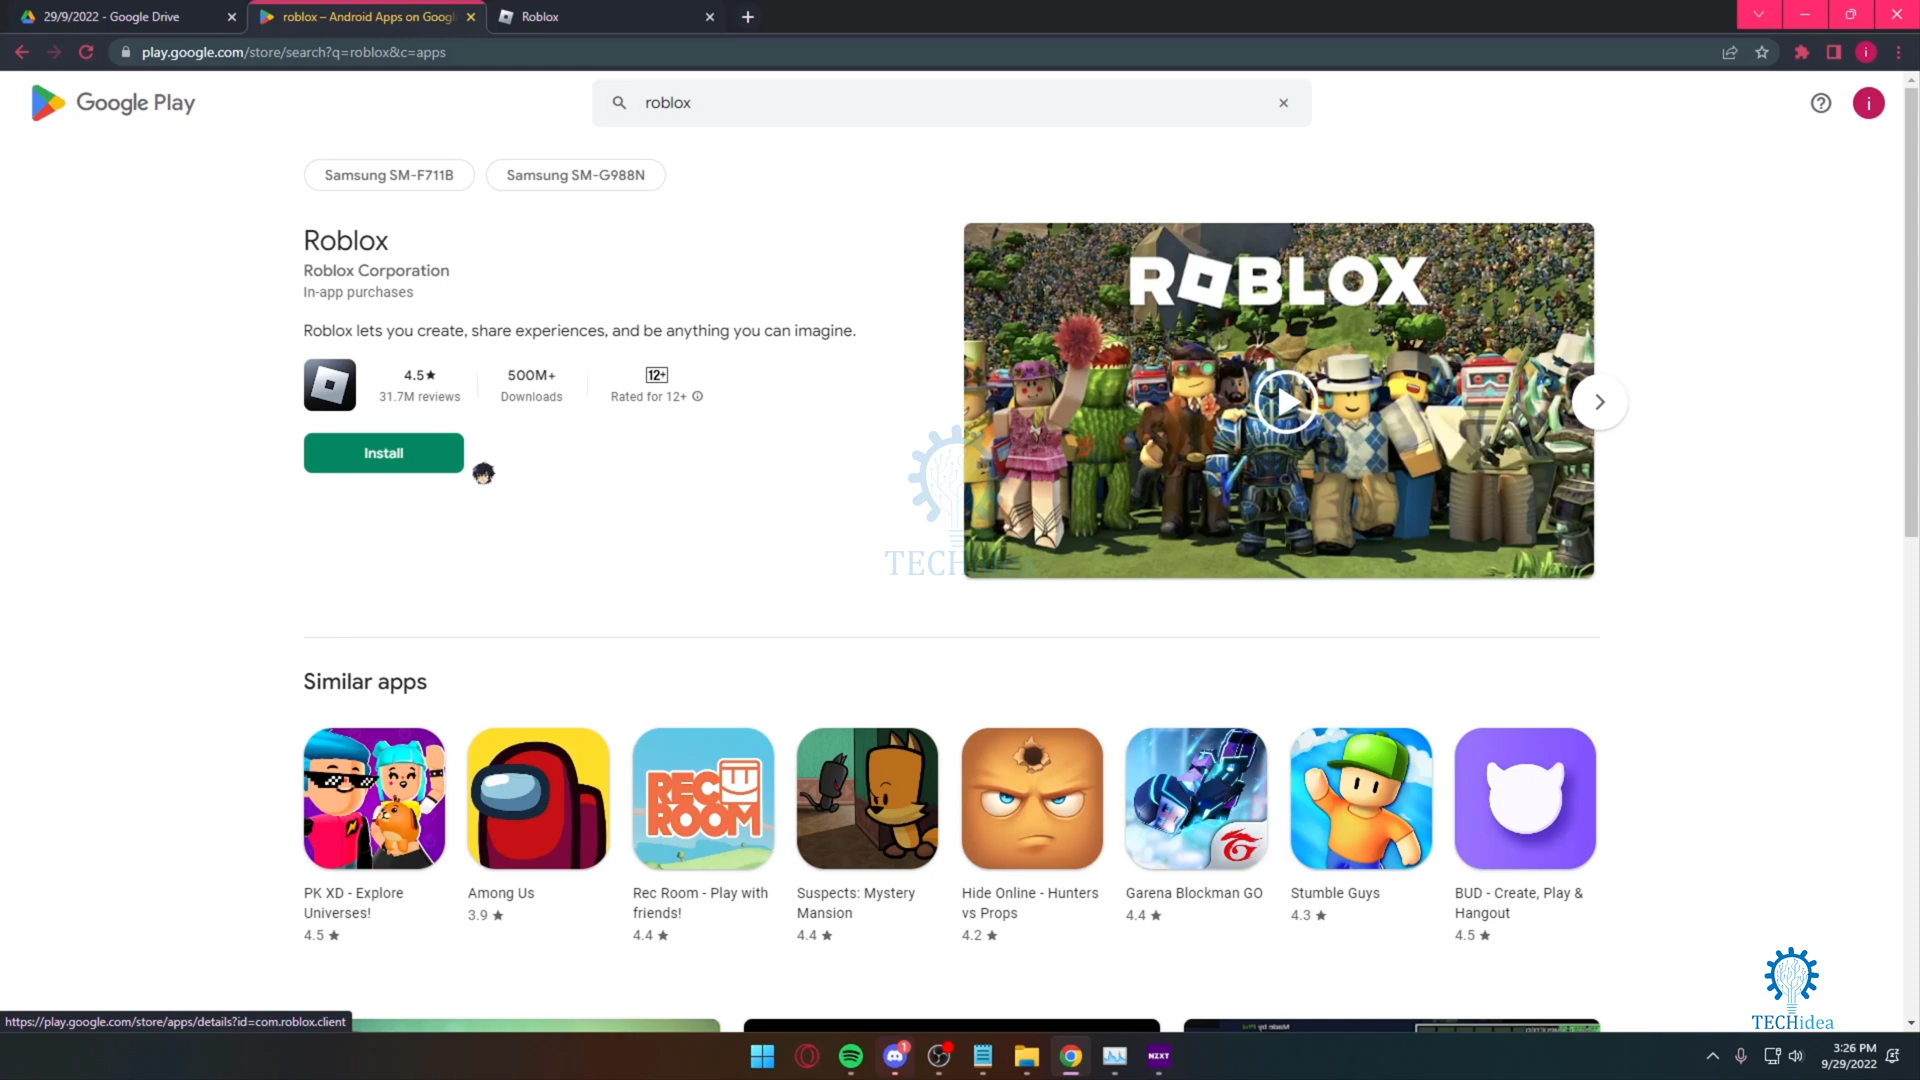 29/9/2022 - Google Drive
roblox – Android Apps on Googl
Roblox
play.google.com/store/search?q=roblox&c=apps
i
Google Play
roblox
i
Samsung SM-F711B
Samsung SM-G988N
Roblox
Roblox Corporation
In-app purchases
Roblox lets you create, share experiences, and be anything you can imagine.
4.5★
31.7M reviews
500M+
Downloads
12+
Rated for 12+
Install
ROBLOX
TECHidea
Similar apps
REC ROOM
PK XD - Explore
Universes!
4.5 ★
Among Us
3.9 ★
Rec Room - Play with
friends!
4.4 ★
Suspects: Mystery
Mansion
4.4 ★
Hide Online - Hunters
vs Props
4.2 ★
Garena Blockman GO
4.4 ★
Stumble Guys
4.3 ★
BUD - Create, Play &
Hangout
4.5 ★
TECHidea
https://play.google.com/store/apps/details?id=com.roblox.client
1
NZXT
3:26 PM
9/29/2022